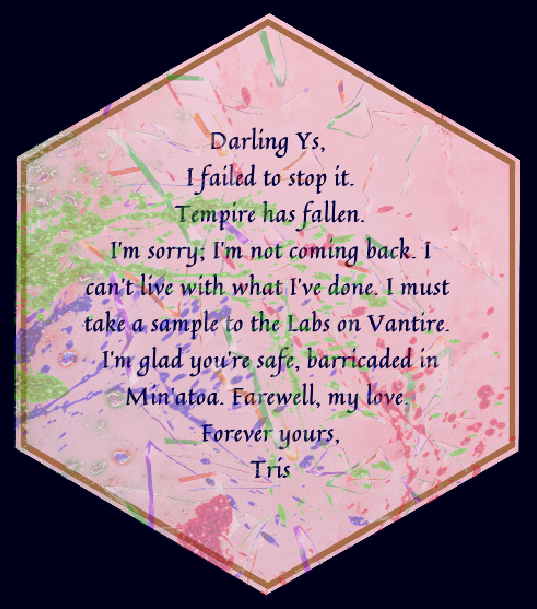 Darling Ys,
I failed to stop it.
Tempire has fallen.
I'm sorry; I'm not coming back. I
can't live with what I've done. I must
take a sample to the Labs on Vantire.
I'm glad you're safe, barricaded in
Min'atoa. Farewell, my love.
Forever yours,
Tris